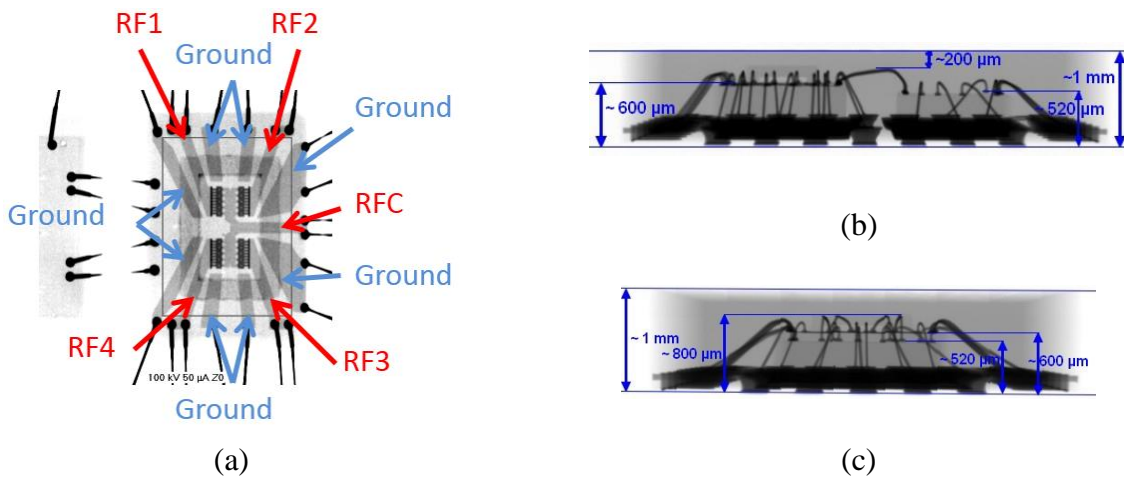 RF1
RF2
Ground
Ground
RFC
Ground
Ground
RF4
RF3
100 kV 50 µA Z0
Ground
(a)
~200 µm
~1 mm
~ 600 µm
~520 µm
(b)
~ 1 mm
~ 800 µm
~ 520 µm
~600 µm
(c)